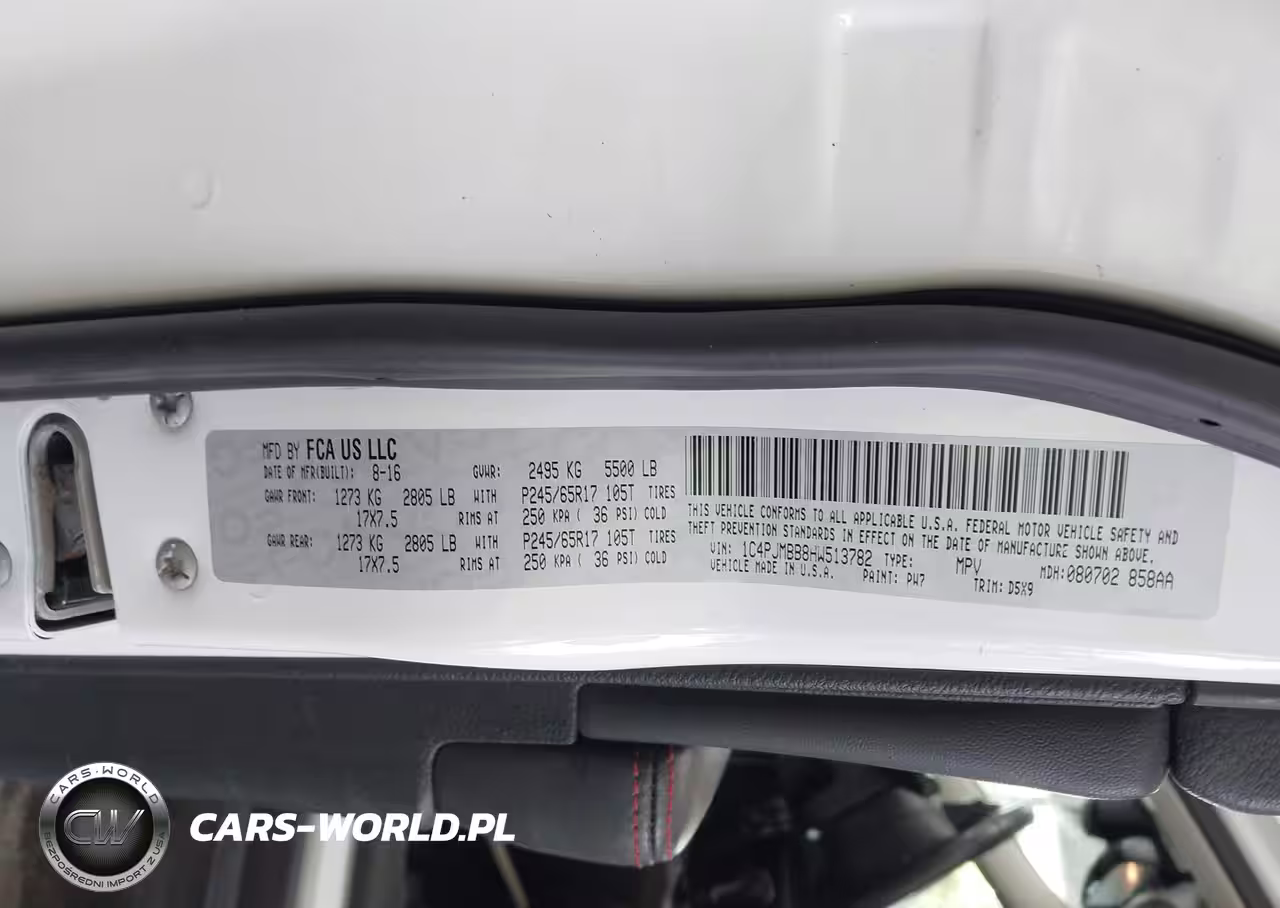 MFD BY FCA US LLC
DATE OF MFR(BUILT): 8-16 GVWR: 2495 KG 5500 LB
GAWR FRONT: 1273 KG 2805 LB WITH P245/65R17 105T TIRES
17X7.5 RIMS AT 250 KPA ( 36 PSI) COLD
GAWR REAR: 1273 KG 2805 LB WITH P245/65R17 105T TIRES
17X7.5 RIMS AT 250 KPA ( 36 PSI) COLD
THIS VEHICLE CONFORMS TO ALL APPLICABLE U.S.A. FEDERAL MOTOR VEHICLE SAFETY AND
THEFT PREVENTION STANDARDS IN EFFECT ON THE DATE OF MANUFACTURE SHOWN ABOVE.
VIN: 1C4PJMBB8HW513782 TYPE: MPV MDH:080702 858AA
VEHICLE MADE IN U.S.A. PAINT: PW7 TRIM: D5X9
CARS-WORLD
CW
BEZPOŚREDNI IMPORT Z USA
CARS-WORLD.PL